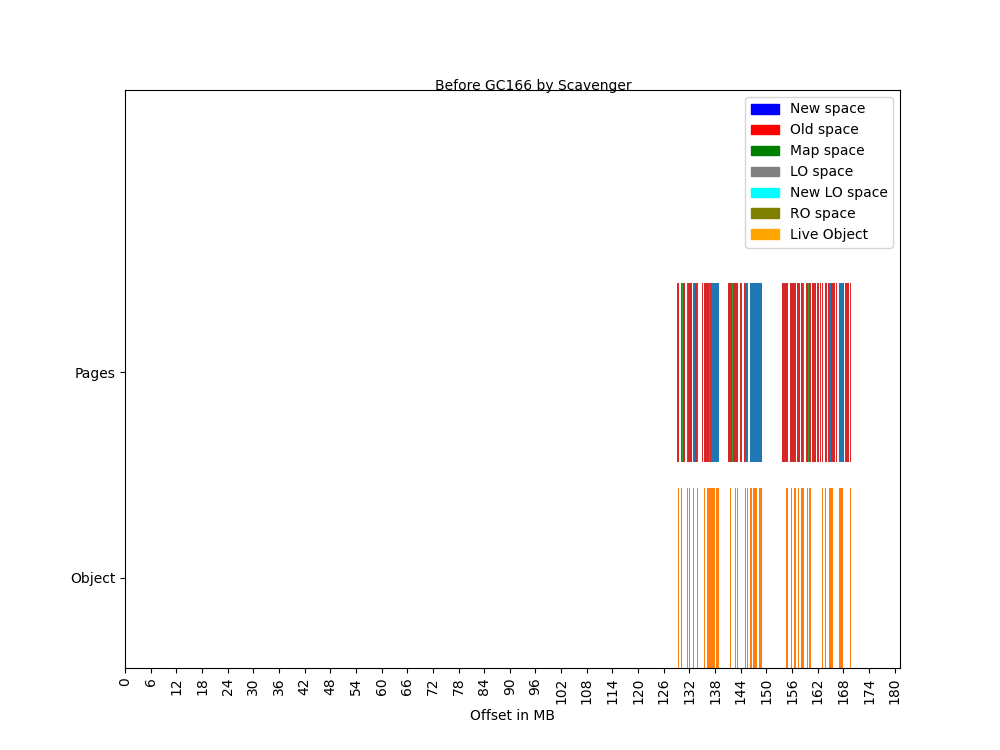 Before GC166 by Scavenger
New space
Old space
Map space
LO space
New LO space
RO space
Live Object
Pages
Object
0 6 12 18 24 30 36 42 48 54 60 66 72 78 84 90 96 102 108 114 120 126 132 138 144 150 156 162 168 174 180
Offset in MB